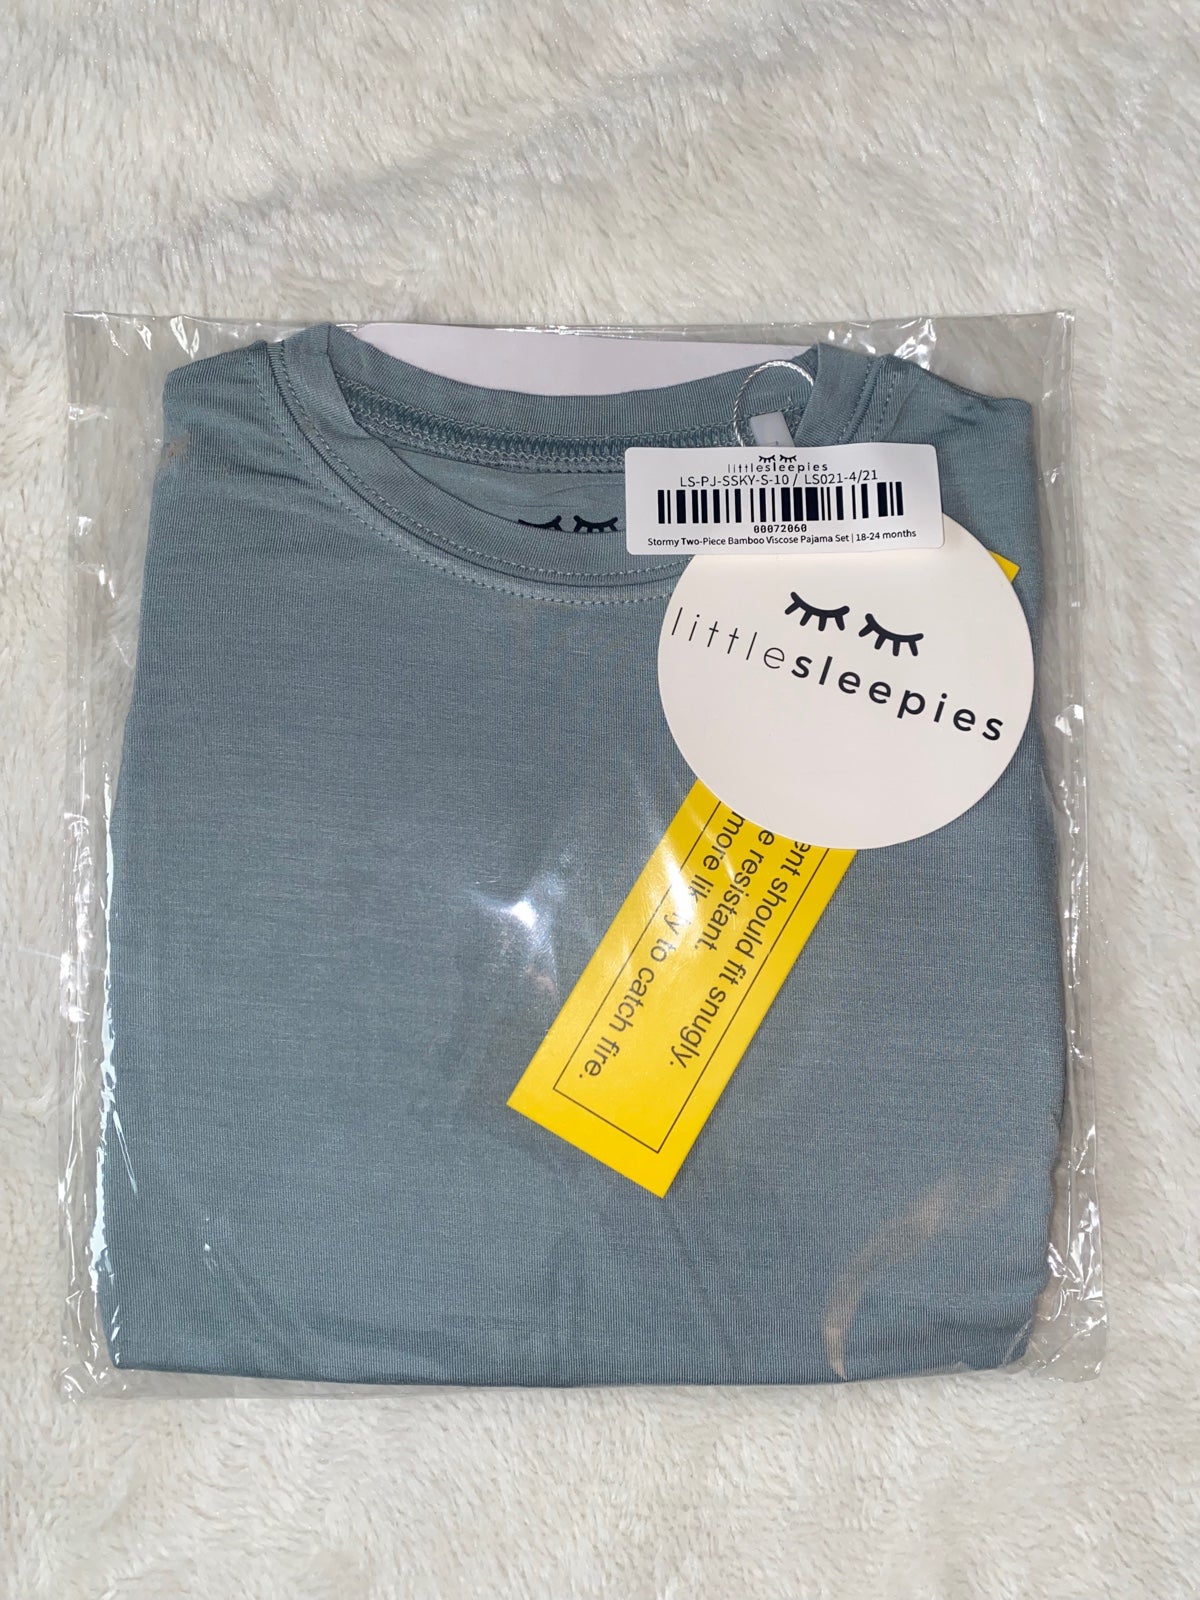 littlesleepies
LS-PJ-SSKY-S-10 / LS021-4/21
00072060
Stormy Two-Piece Bamboo Viscose Pajama Set | 18-24 months
littlesleepies
should fit snugly.
resistant.
more likely to catch fire.